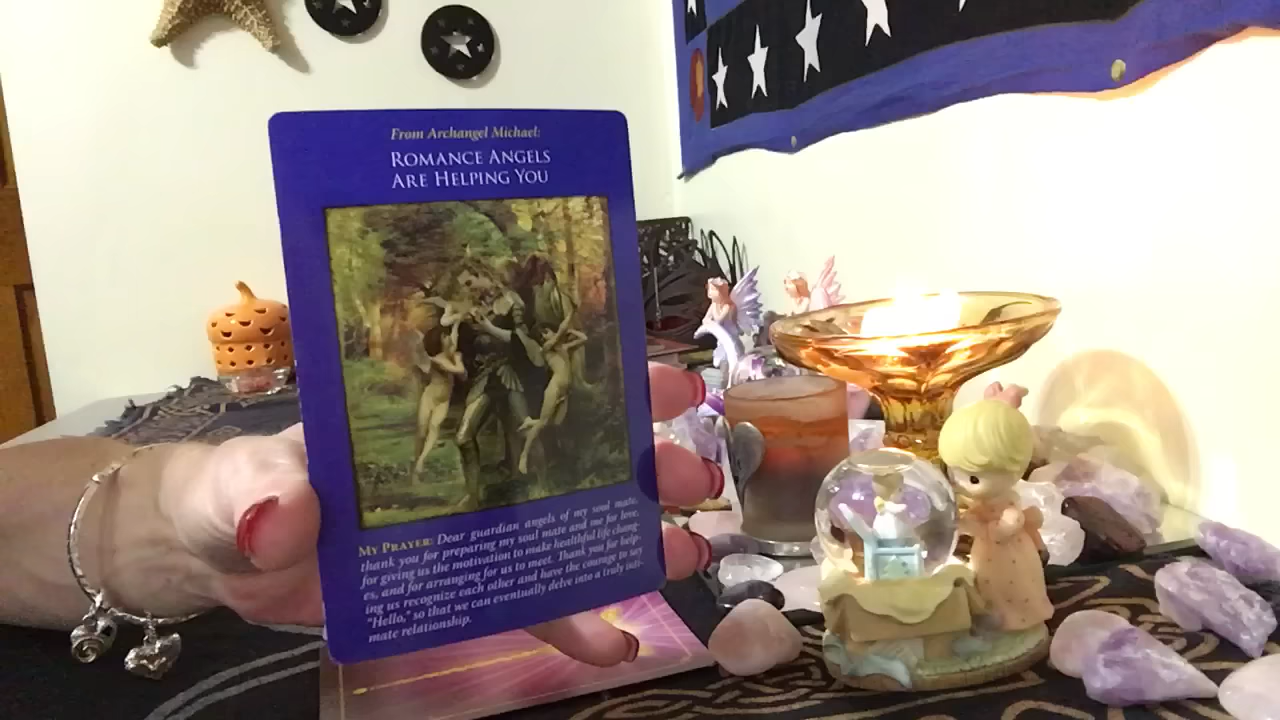 From Archangel Michael:
ROMANCE ANGELS
ARE HELPING YOU
MY PRAYER: Dear guardian angels of my soul mate,
thank you for preparing my soul mate and me for love,
for giving us the motivation to make healthful life chang-
es, and for arranging for us to meet. Thank you for help-
ing us recognize each other and have the courage to say
"Hello," so that we can eventually delve into a truly inti-
mate relationship.